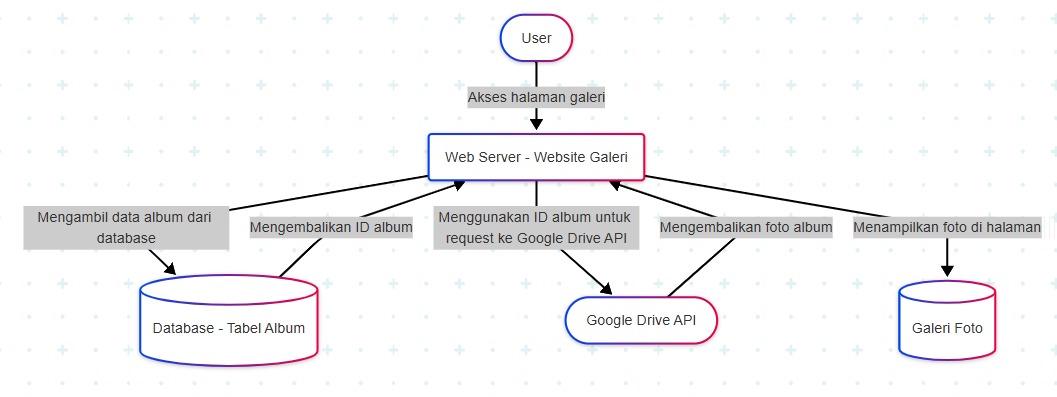 User
Akses halaman galeri
Web Server - Website Galeri
Mengambil data album dari
database
Mengembalikan ID album
Menggunakan ID album untuk
request ke Google Drive API
Mengembalikan foto album
Menampilkan foto di halaman
Database - Tabel Album
Google Drive API
Galeri Foto